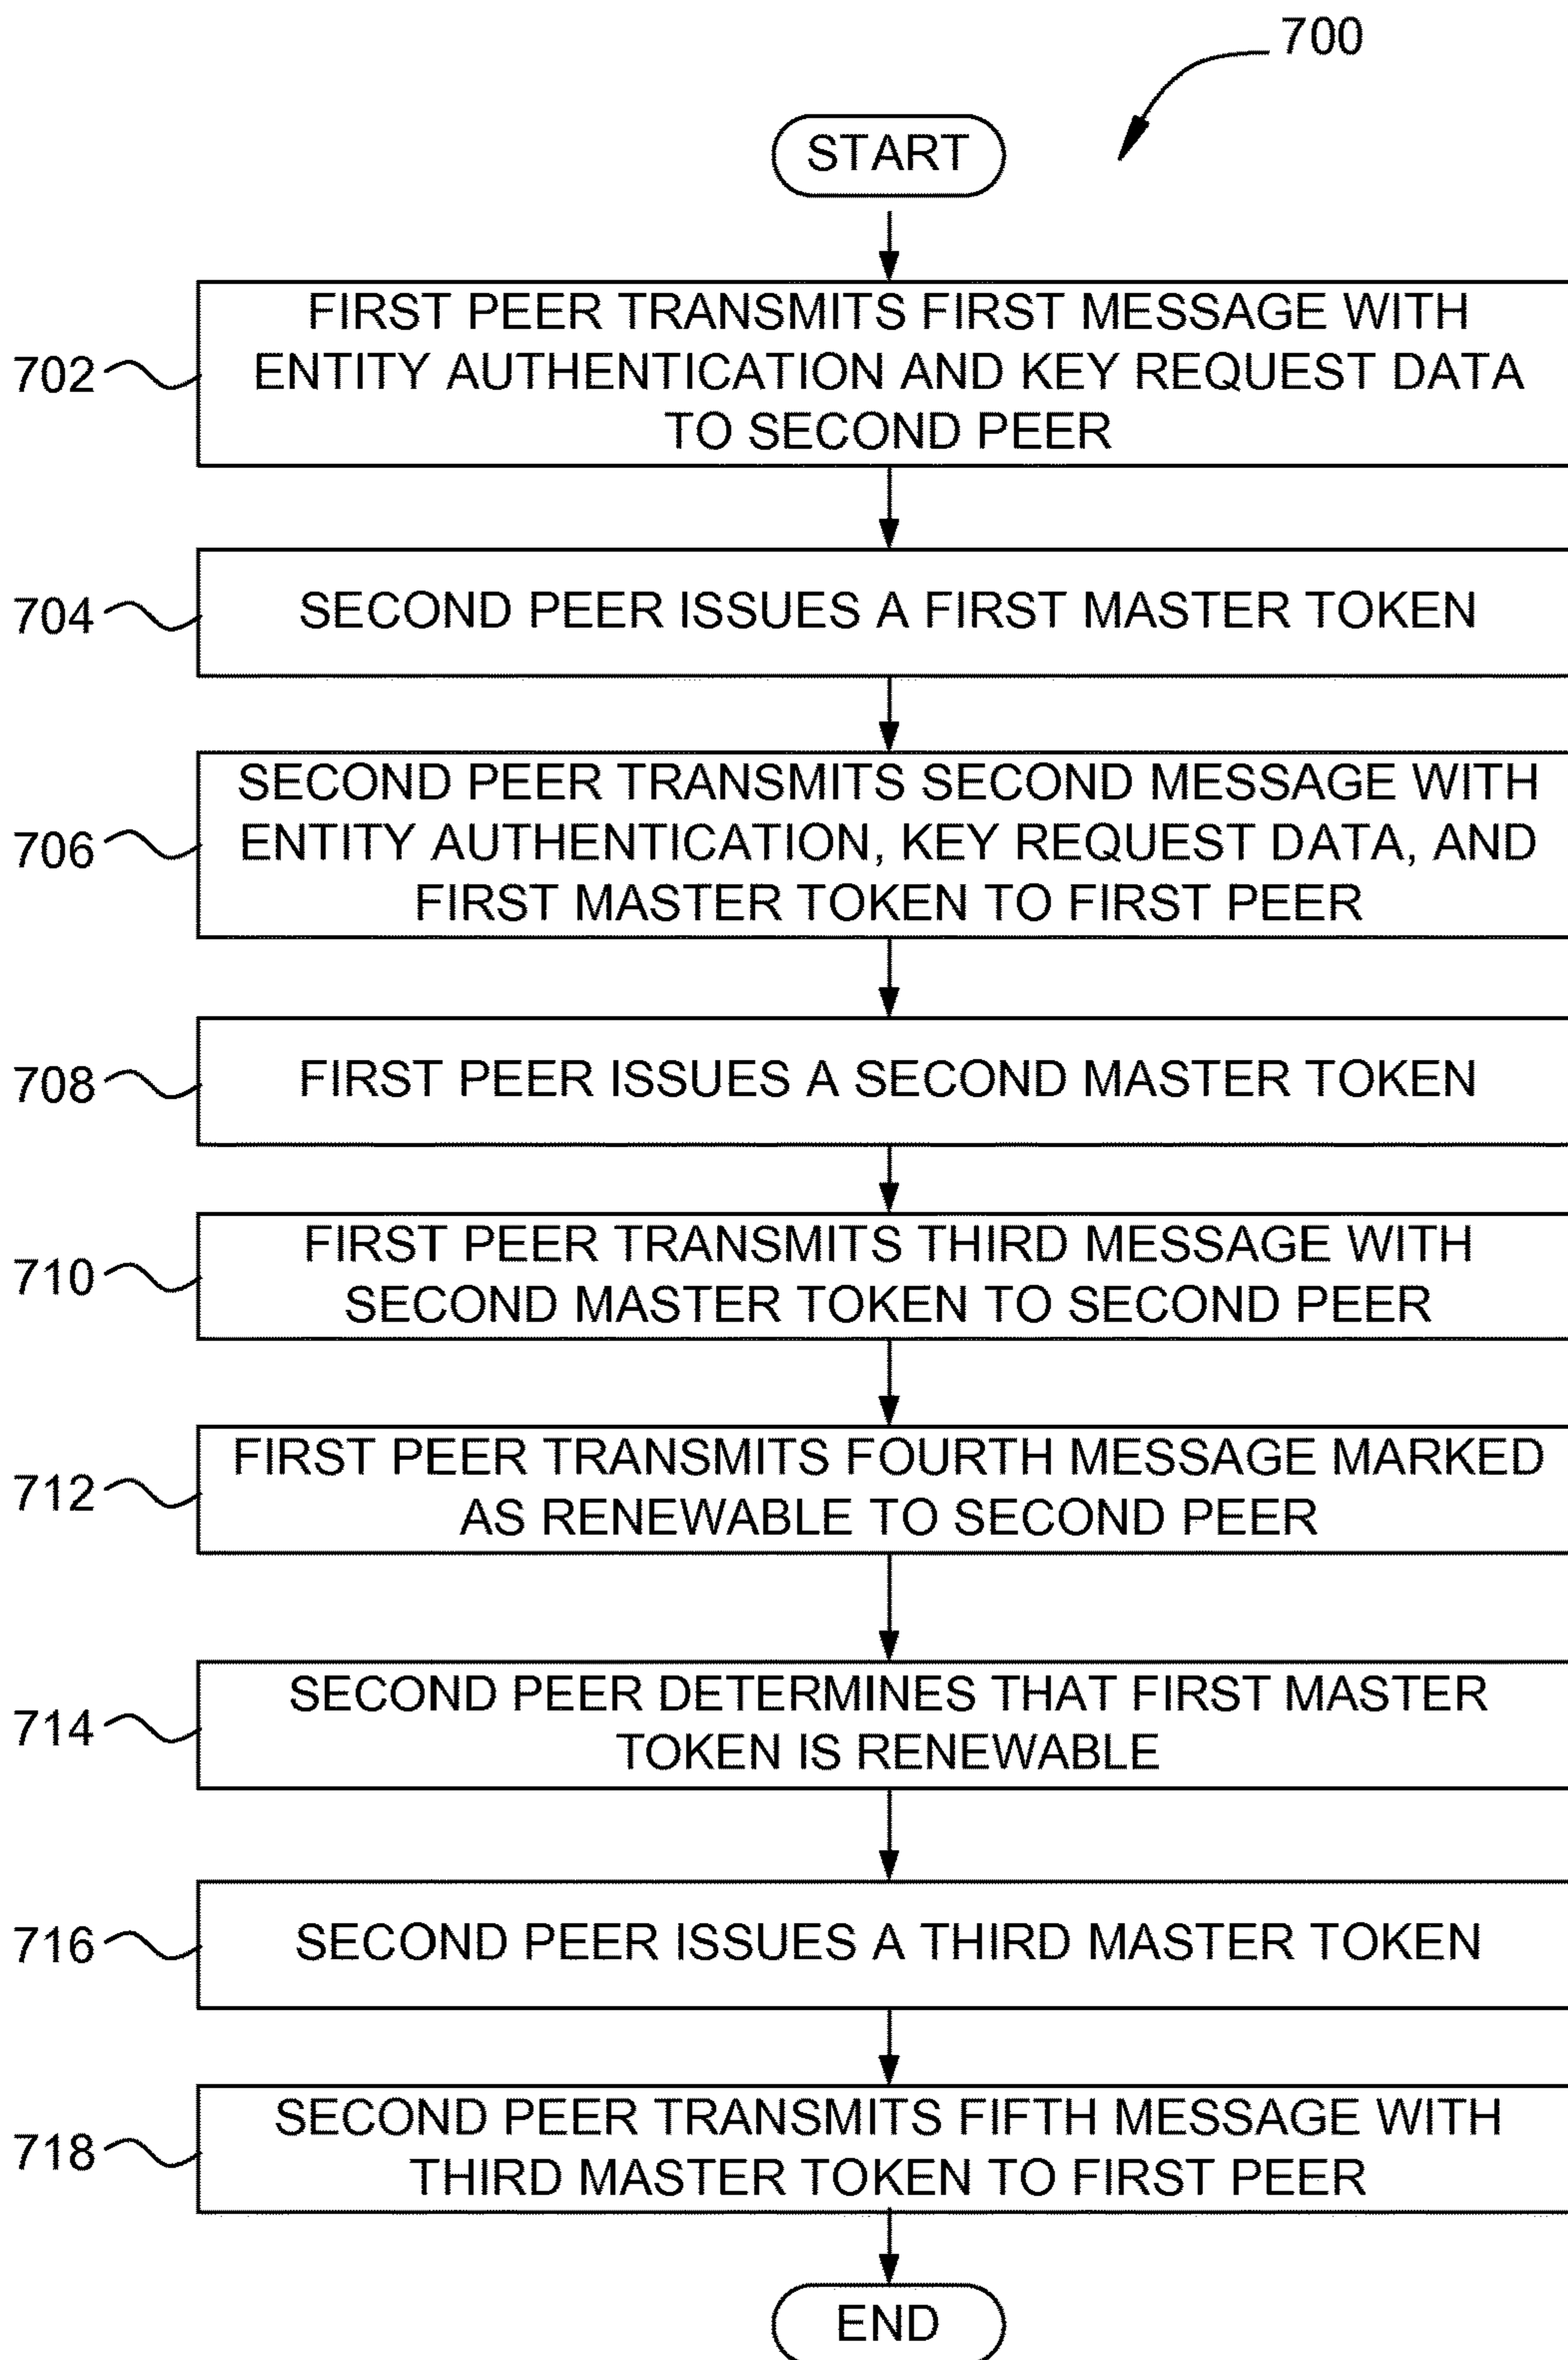 700
START
702
FIRST PEER TRANSMITS FIRST MESSAGE WITH
ENTITY AUTHENTICATION AND KEY REQUEST DATA
TO SECOND PEER
704
SECOND PEER ISSUES A FIRST MASTER TOKEN
706
SECOND PEER TRANSMITS SECOND MESSAGE WITH
ENTITY AUTHENTICATION, KEY REQUEST DATA, AND
FIRST MASTER TOKEN TO FIRST PEER
708
FIRST PEER ISSUES A SECOND MASTER TOKEN
710
FIRST PEER TRANSMITS THIRD MESSAGE WITH
SECOND MASTER TOKEN TO SECOND PEER
712
FIRST PEER TRANSMITS FOURTH MESSAGE MARKED
AS RENEWABLE TO SECOND PEER
714
SECOND PEER DETERMINES THAT FIRST MASTER
TOKEN IS RENEWABLE
716
SECOND PEER ISSUES A THIRD MASTER TOKEN
718
SECOND PEER TRANSMITS FIFTH MESSAGE WITH
THIRD MASTER TOKEN TO FIRST PEER
END